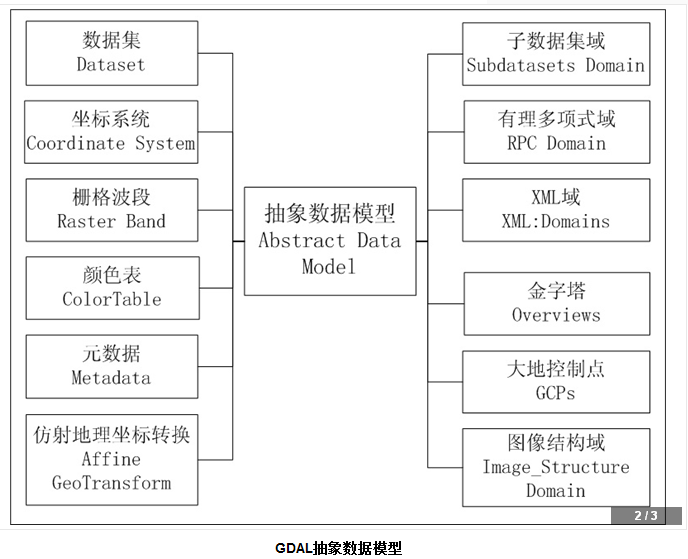 数据集
Dataset
坐标系统
Coordinate System
栅格波段
Raster Band
颜色表
ColorTable
元数据
Metadata
仿射地理坐标转换
Affine
GeoTransform
抽象数据模型
Abstract Data
Model
子数据集域
Subdatasets Domain
有理多项式域
RPC Domain
XML域
XML:Domains
金字塔
Overviews
大地控制点
GCPs
图像结构域
Image_Structure
Domain
2 / 3
GDAL抽象数据模型